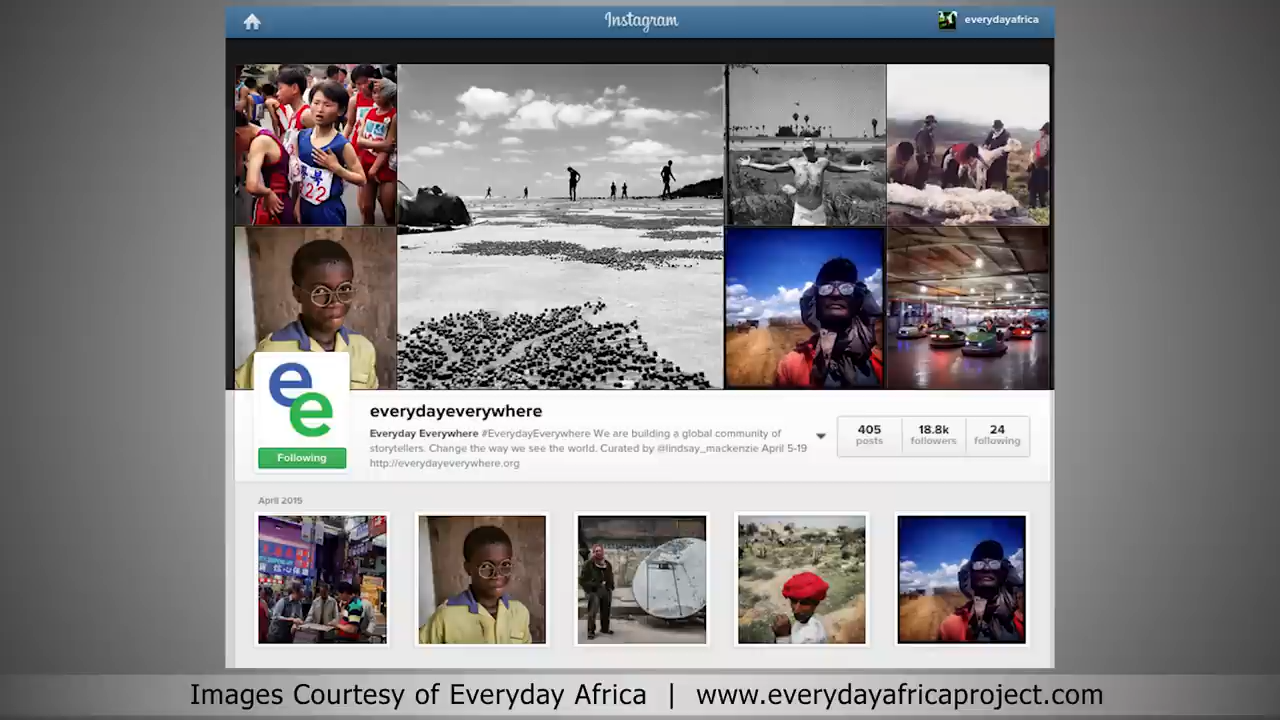 Instagram
everydayafrica
322
ee
everydayeverywhere
Everyday Everywhere #EverydayEverywhere We are building a global community of
storytellers. Change the way we see the world. Curated by @lindsay_mackenzie April 5-19
http://everydayeverywhere.org
405
posts
18.8k
followers
24
following
Following
April 2015
Images Courtesy of Everyday Africa | www.everydayafricaproject.com